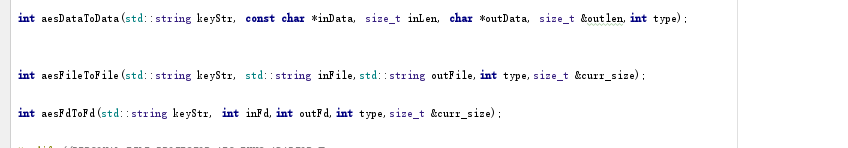 int aesDataToData(std::string keyStr, const char *inData, size_t inLen, char *outData, size_t &outlen,int type);
int aesFileToFile(std::string keyStr, std::string inFile,std::string outFile,int type,size_t &curr_size);
int aesFdToFd(std::string keyStr, int inFd,int outFd,int type,size_t &curr_size);